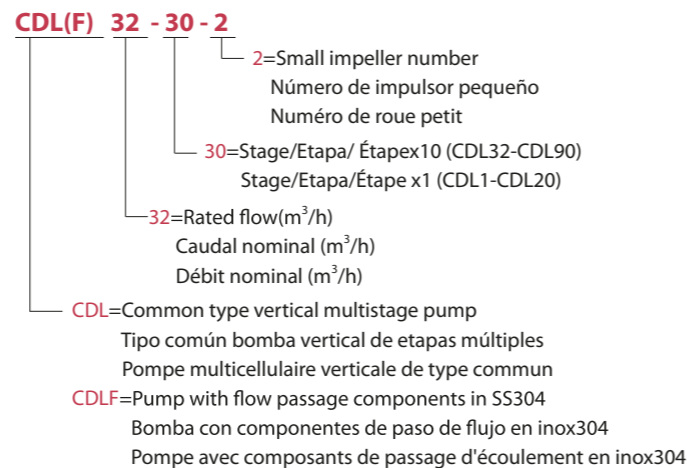 CDL(F) 32 - 30 - 2
2=Small impeller number
Número de impulsor pequeño
Numéro de roue petit
30=Stage/Etapa/ Étapex10 (CDL32-CDL90)
Stage/Etapa/Étape x1 (CDL1-CDL20)
32=Rated flow(m³/h)
Caudal nominal (m³/h)
Débit nominal (m³/h)
CDL=Common type vertical multistage pump
Tipo común bomba vertical de etapas múltiples
Pompe multicellulaire verticale de type commun
CDLF=Pump with flow passage components in SS304
Bomba con componentes de paso de flujo en inox304
Pompe avec composants de passage d'écoulement en inox304